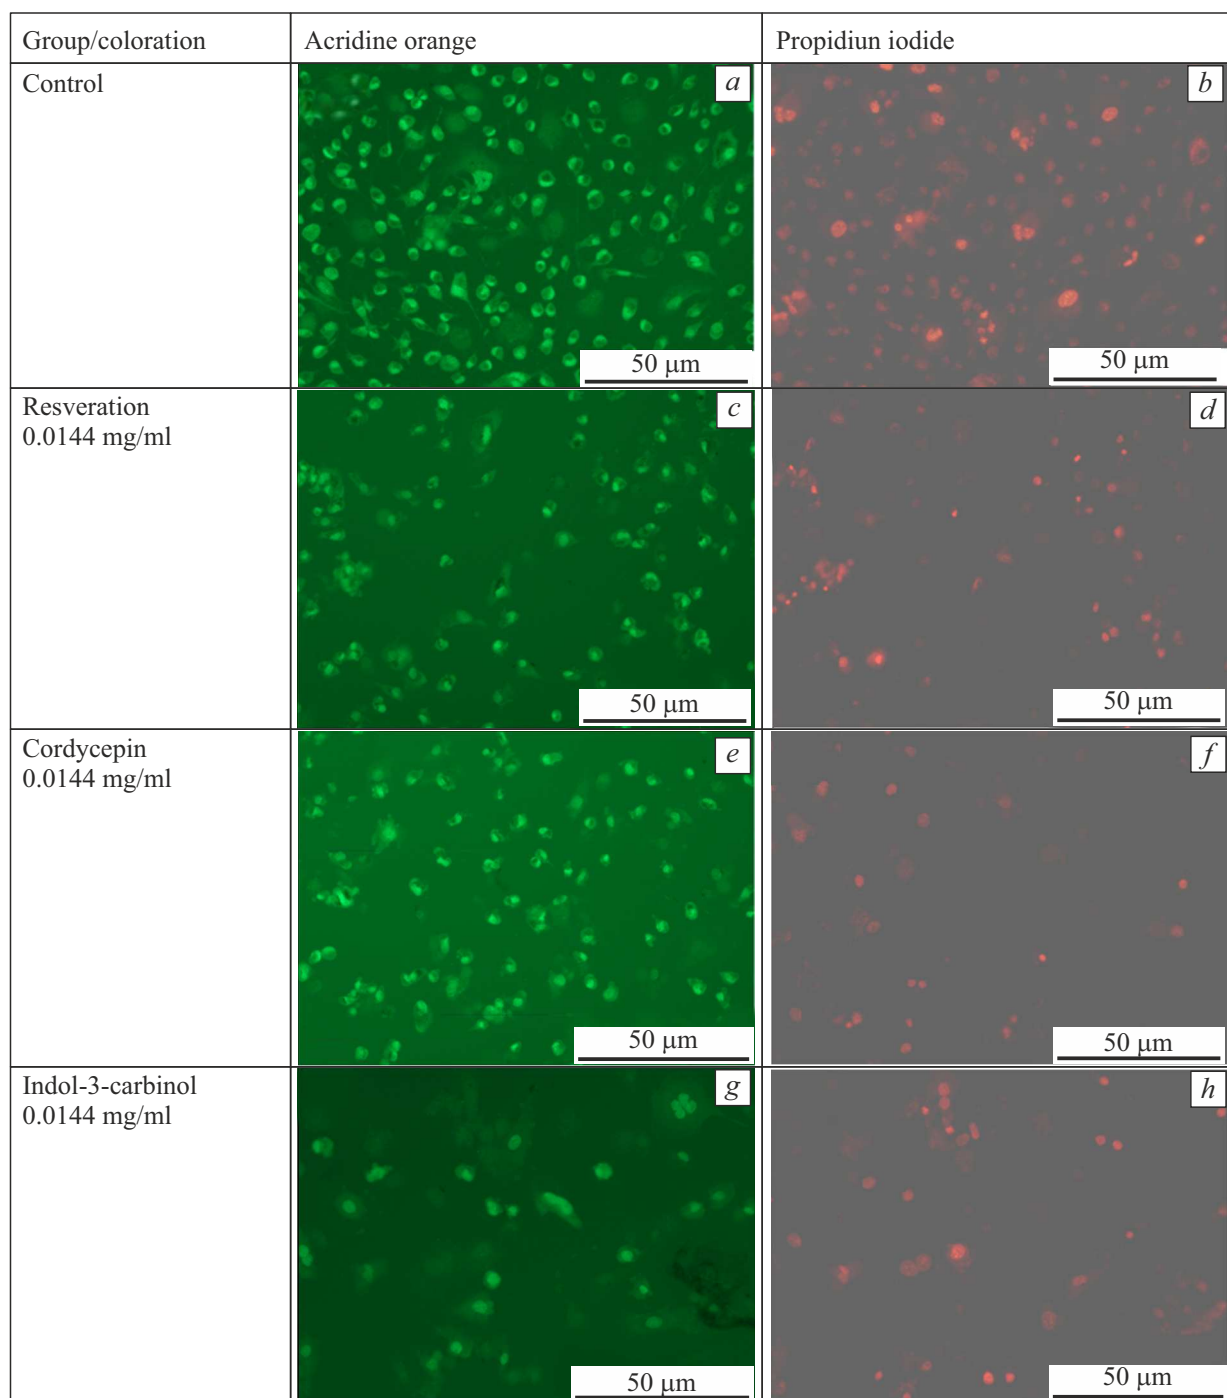 Group/coloration
Acridine orange
Propidiun iodide
Control
a
b
50 μm
50 μm
Resveration
0.0144 mg/ml
c
d
50 μm
50 μm
Cordycepin
0.0144 mg/ml
e
f
50 μm
50 μm
Indol-3-carbinol
0.0144 mg/ml
g
h
50 μm
50 μm